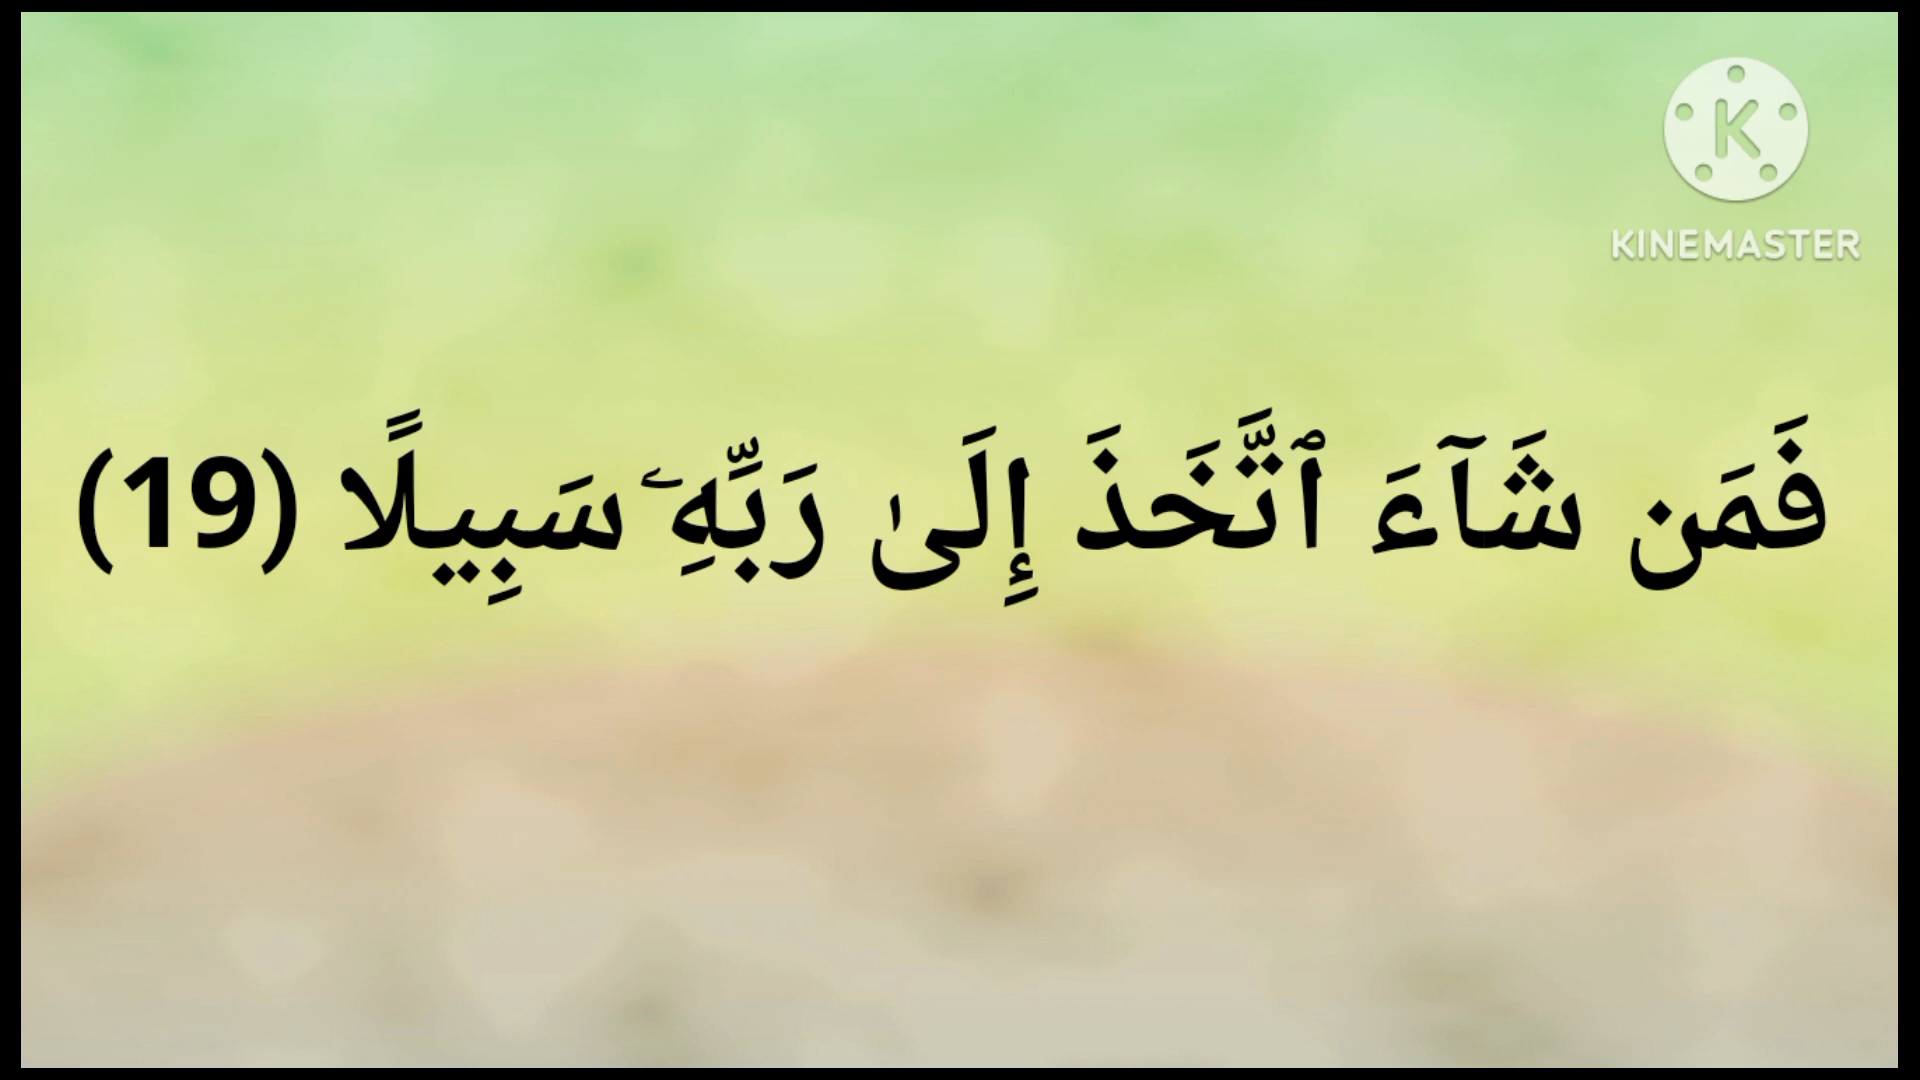 KINEMASTER
فَمَن شَآءَ ٱتَّخَذَ إِلَىٰ رَبِّهِۦٓ سَبِيلًا (19)